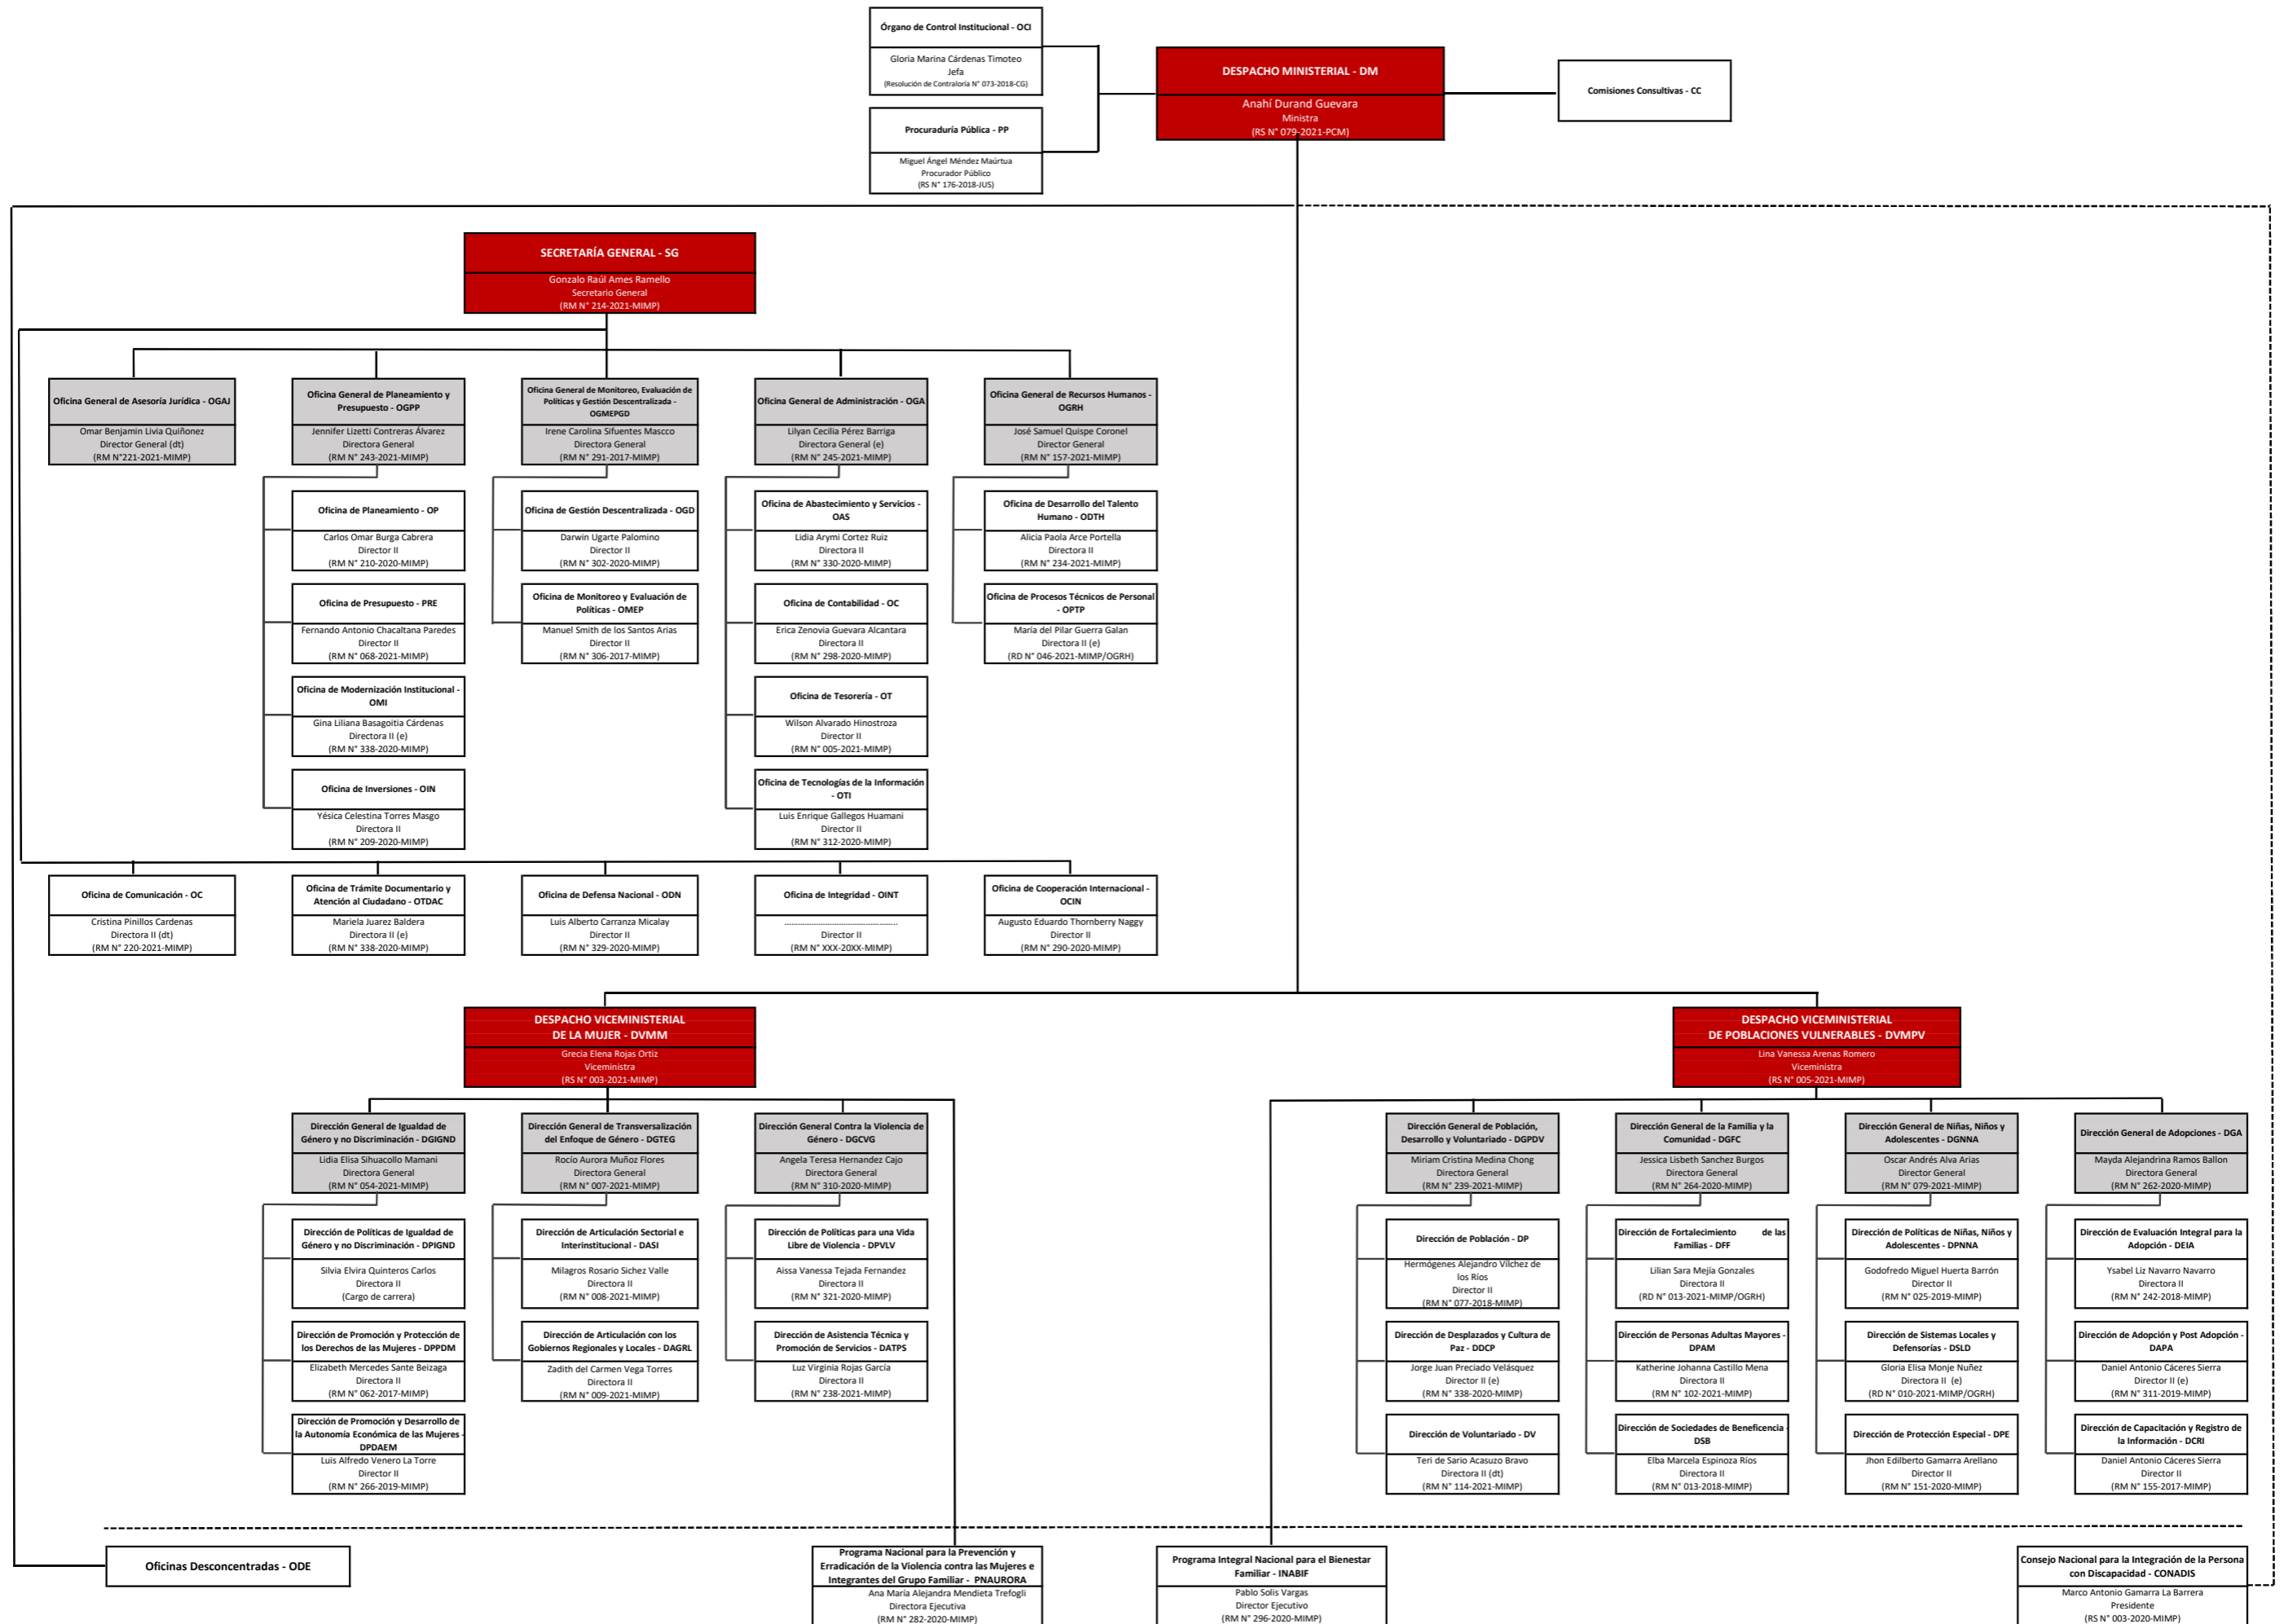 Órgano de Control Institucional - OCI
Gloria Marina Cárdenas Timoteo
Jefa
(Resolución de Contraloría N° 073-2018-CG)
Procuraduría Pública - PP
Miguel Ángel Méndez Maúrtua
Procurador Público
(RS N° 176-2018-JUS)
DESPACHO MINISTERIAL - DM
Anahí Durand Guevara
Ministra
(RS N° 079-2021-PCM)
Comisiones Consultivas - CC
SECRETARÍA GENERAL - SG
Gonzalo Raúl Ames Ramello
Secretario General
(RM N° 214-2021-MIMP)
Oficina General de Asesoría Jurídica - OGAJ
Omar Benjamin Livia Quiñonez
Director General (dt)
(RM N°221-2021-MIMP)
Oficina General de Planeamiento y
Presupuesto - OGPP
Jennifer Lizetti Contreras Álvarez
Directora General
(RM N° 243-2021-MIMP)
Oficina General de Monitoreo, Evaluación de
Políticas y Gestión Descentralizada -
OGMEPGD
Irene Carolina Sifuentes Mascco
Directora General
(RM N° 291-2017-MIMP)
Oficina General de Administración - OGA
Lilyan Cecilia Pérez Barriga
Directora General (e)
(RM N° 245-2021-MIMP)
Oficina General de Recursos Humanos -
OGRH
José Samuel Quispe Coronel
Director General
(RM N° 157-2021-MIMP)
Oficina de Planeamiento - OP
Carlos Omar Burga Cabrera
Director II
(RM N° 210-2020-MIMP)
Oficina de Gestión Descentralizada - OGD
Darwin Ugarte Palomino
Director II
(RM N° 302-2020-MIMP)
Oficina de Abastecimiento y Servicios -
OAS
Lidia Arymi Cortez Ruiz
Directora II
(RM N° 330-2020-MIMP)
Oficina de Desarrollo del Talento
Humano - ODTH
Alicia Paola Arce Portella
Directora II
(RM N° 234-2021-MIMP)
Oficina de Presupuesto - PRE
Fernando Antonio Chacaltana Paredes
Director II
(RM N° 068-2021-MIMP)
Oficina de Monitoreo y Evaluación de
Políticas - OMEP
Manuel Smith de los Santos Arias
Director II
(RM N° 306-2017-MIMP)
Oficina de Contabilidad - OC
Erica Zenovia Guevara Alcantara
Directora II
(RM N° 298-2020-MIMP)
Oficina de Procesos Técnicos de Personal
- OPTP
María del Pilar Guerra Galan
Directora II (e)
(RD N° 046-2021-MIMP/OGRH)
Oficina de Modernización Institucional -
OMI
Gina Liliana Basagoitia Cárdenas
Directora II (e)
(RM N° 338-2020-MIMP)
Oficina de Tesorería - OT
Wilson Alvarado Hinostroza
Director II
(RM N° 005-2021-MIMP)
Oficina de Inversiones - OIN
Yésica Celestina Torres Masgo
Directora II
(RM N° 209-2020-MIMP)
Oficina de Tecnologías de la Información
- OTI
Luis Enrique Gallegos Huamani
Director II
(RM N° 312-2020-MIMP)
Oficina de Comunicación - OC
Cristina Pinillos Cardenas
Directora II (dt)
(RM N° 220-2021-MIMP)
Oficina de Trámite Documentario y
Atención al Ciudadano - OTDAC
Mariela Juarez Baldera
Directora II (e)
(RM N° 338-2020-MIMP)
Oficina de Defensa Nacional - ODN
Luis Alberto Carranza Micalay
Director II
(RM N° 329-2020-MIMP)
Oficina de Integridad - OINT
............................................
Director II
(RM N° XXX-20XX-MIMP)
Oficina de Cooperación Internacional -
OCIN
Augusto Eduardo Thornberry Naggy
Director II
(RM N° 290-2020-MIMP)
DESPACHO VICEMINISTERIAL
DE LA MUJER - DVMM
Grecia Elena Rojas Ortiz
Viceministra
(RS N° 003-2021-MIMP)
DESPACHO VICEMINISTERIAL
DE POBLACIONES VULNERABLES - DVMPV
Lina Vanessa Arenas Romero
Viceministra
(RS N° 005-2021-MIMP)
Dirección General de Igualdad de
Género y no Discriminación - DGIGND
Lidia Elisa Sihuacollo Mamani
Directora General
(RM N° 054-2021-MIMP)
Dirección General de Transversalización
del Enfoque de Género - DGTEG
Rocío Aurora Muñoz Flores
Directora General
(RM N° 007-2021-MIMP)
Dirección General Contra la Violencia de
Género - DGCVG
Angela Teresa Hernandez Cajo
Directora General
(RM N° 310-2020-MIMP)
Dirección General de Población,
Desarrollo y Voluntariado - DGPDV
Miriam Cristina Medina Chong
Directora General
(RM N° 239-2021-MIMP)
Dirección General de la Familia y la
Comunidad - DGFC
Jessica Lisbeth Sanchez Burgos
Directora General
(RM N° 264-2020-MIMP)
Dirección General de Niñas, Niños y
Adolescentes - DGNNA
Oscar Andrés Alva Arias
Director General
(RM N° 079-2021-MIMP)
Dirección General de Adopciones - DGA
Mayda Alejandrina Ramos Ballon
Directora General
(RM N° 262-2020-MIMP)
Dirección de Políticas de Igualdad de
Género y no Discriminación - DPIGND
Silvia Elvira Quinteros Carlos
Directora II
(Cargo de carrera)
Dirección de Articulación Sectorial e
Interinstitucional - DASI
Milagros Rosario Sichez Valle
Directora II
(RM N° 008-2021-MIMP)
Dirección de Políticas para una Vida
Libre de Violencia - DPVLV
Aissa Vanessa Tejada Fernandez
Directora II
(RM N° 321-2020-MIMP)
Dirección de Población - DP
Hermógenes Alejandro Vílchez de
los Ríos
Director II
(RM N° 077-2018-MIMP)
Dirección de Fortalecimiento de las
Familias - DFF
Lilian Sara Mejía Gonzales
Directora II
(RD N° 013-2021-MIMP/OGRH)
Dirección de Políticas de Niñas, Niños y
Adolescentes - DPNNA
Godofredo Miguel Huerta Barrón
Director II
(RM N° 025-2019-MIMP)
Dirección de Evaluación Integral para la
Adopción - DEIA
Ysabel Liz Navarro Navarro
Directora II
(RM N° 242-2018-MIMP)
Dirección de Promoción y Protección de
los Derechos de las Mujeres - DPPDM
Elizabeth Mercedes Sante Beizaga
Directora II
(RM N° 062-2017-MIMP)
Dirección de Articulación con los
Gobiernos Regionales y Locales - DAGRL
Zadith del Carmen Vega Torres
Directora II
(RM N° 009-2021-MIMP)
Dirección de Asistencia Técnica y
Promoción de Servicios - DATPS
Luz Virginia Rojas García
Directora II
(RM N° 238-2021-MIMP)
Dirección de Desplazados y Cultura de
Paz - DDCP
Jorge Juan Preciado Velásquez
Director II (e)
(RM N° 338-2020-MIMP)
Dirección de Personas Adultas Mayores -
DPAM
Katherine Johanna Castillo Mena
Directora II
(RM N° 102-2021-MIMP)
Dirección de Sistemas Locales y
Defensorías - DSLD
Gloria Elisa Monje Nuñez
Directora II (e)
(RD N° 010-2021-MIMP/OGRH)
Dirección de Adopción y Post Adopción -
DAPA
Daniel Antonio Cáceres Sierra
Director II (e)
(RM N° 311-2019-MIMP)
Dirección de Promoción y Desarrollo de
la Autonomía Económica de las Mujeres -
DPDAEM
Luis Alfredo Venero La Torre
Director II
(RM N° 266-2019-MIMP)
Dirección de Voluntariado - DV
Teri de Sario Acasuzo Bravo
Directora II (dt)
(RM N° 114-2021-MIMP)
Dirección de Sociedades de Beneficencia -
DSB
Elba Marcela Espinoza Ríos
Directora II
(RM N° 013-2018-MIMP)
Dirección de Protección Especial - DPE
Jhon Edilberto Gamarra Arellano
Director II
(RM N° 151-2020-MIMP)
Dirección de Capacitación y Registro de
la Información - DCRI
Daniel Antonio Cáceres Sierra
Director II
(RM N° 155-2017-MIMP)
Oficinas Desconcentradas - ODE
Programa Nacional para la Prevención y
Erradicación de la Violencia contra las Mujeres e
Integrantes del Grupo Familiar - PNAURORA
Ana María Alejandra Mendieta Trefogli
Directora Ejecutiva
(RM N° 282-2020-MIMP)
Programa Integral Nacional para el Bienestar
Familiar - INABIF
Pablo Solis Vargas
Director Ejecutivo
(RM N° 296-2020-MIMP)
Consejo Nacional para la Integración de la Persona
con Discapacidad - CONADIS
Marco Antonio Gamarra La Barrera
Presidente
(RS N° 003-2020-MIMP)